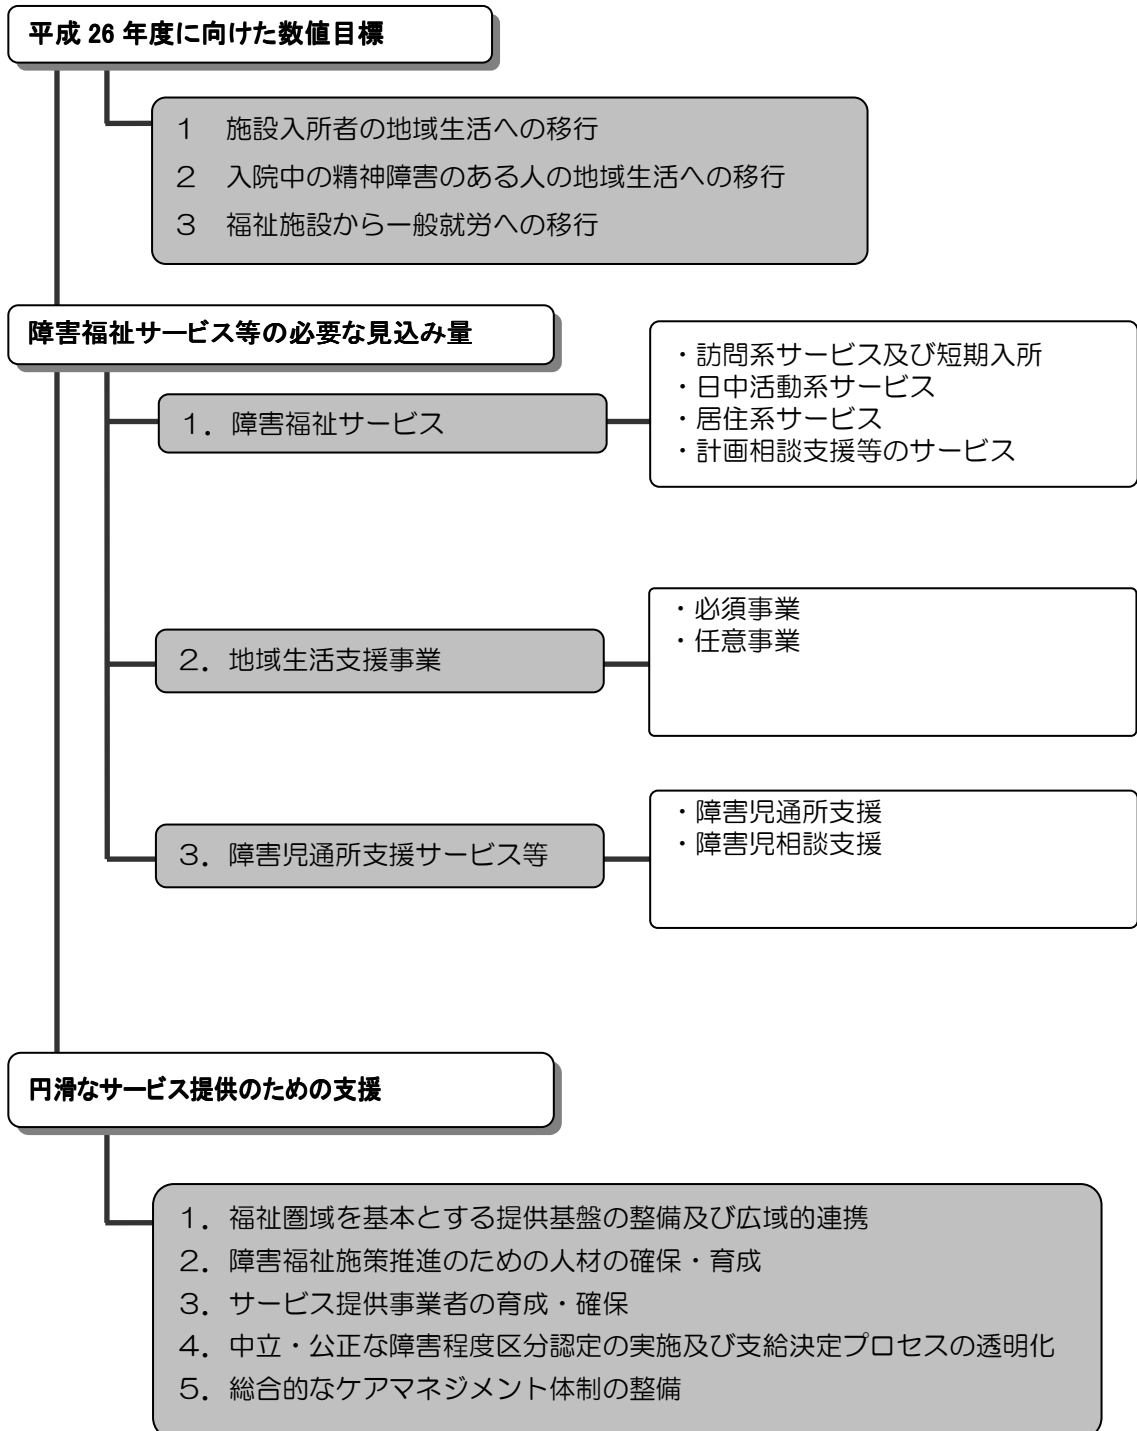 平成 26 年度に向けた数値目標
1 施設入所者の地域生活への移行
2 入院中の精神障害のある人の地域生活への移行
3 福祉施設から一般就労への移行
障害福祉サービス等の必要な見込み量
1．障害福祉サービス
・訪問系サービス及び短期入所
・日中活動系サービス
・居住系サービス
・計画相談支援等のサービス
2．地域生活支援事業
・必須事業
・任意事業
3．障害児通所支援サービス等
・障害児通所支援
・障害児相談支援
円滑なサービス提供のための支援
1．福祉圏域を基本とする提供基盤の整備及び広域的連携
2．障害福祉施策推進のための人材の確保・育成
3．サービス提供事業者の育成・確保
4．中立・公正な障害程度区分認定の実施及び支給決定プロセスの透明化
5．総合的なケアマネジメント体制の整備